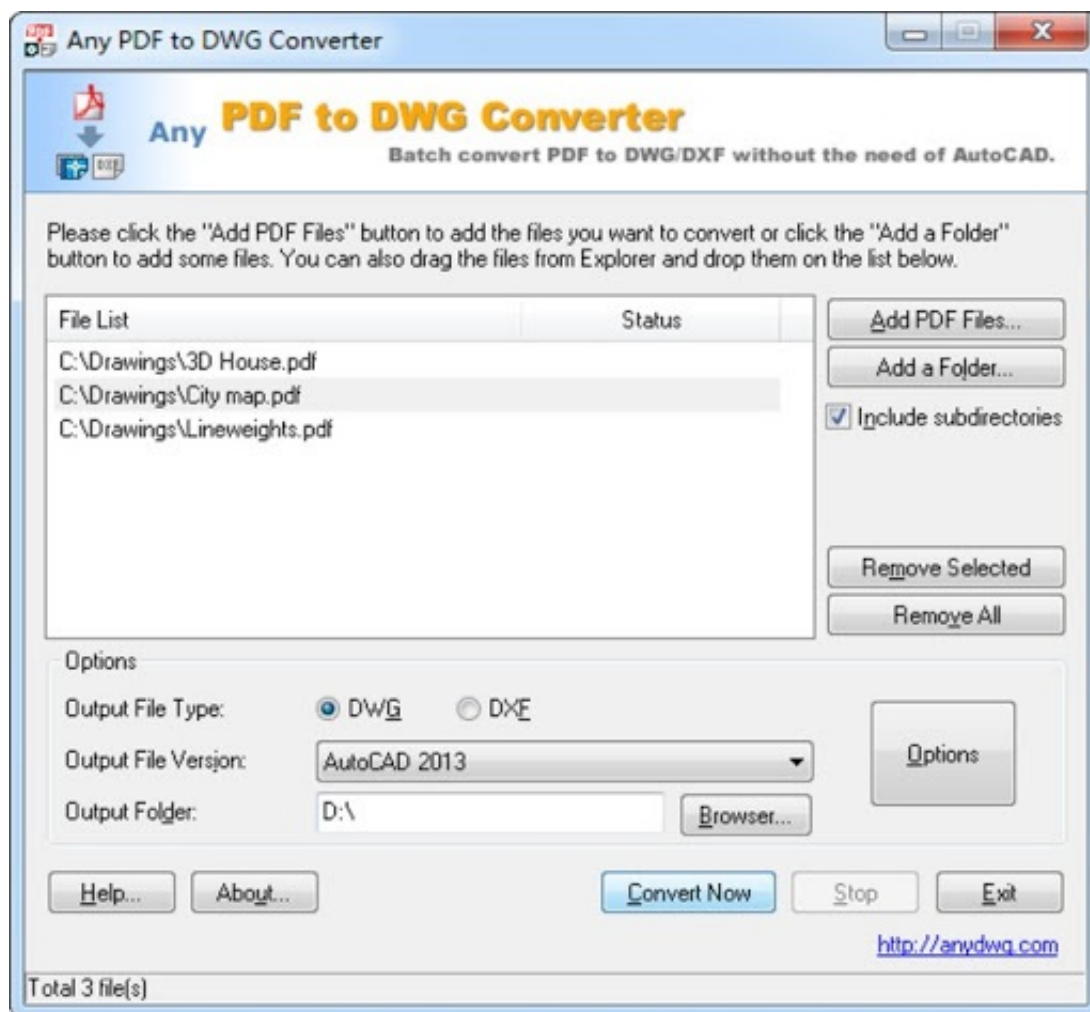 Any PDF to DWG Converter
Any PDF to DWG Converter
Batch convert PDF to DWG/DXF without the need of AutoCAD.
Please click the "Add PDF Files" button to add the files you want to convert or click the "Add a Folder"
button to add some files. You can also drag the files from Explorer and drop them on the list below.
File List Status
C:\Drawings\3D House.pdf
C:\Drawings\City map.pdf
C:\Drawings\Lineweights.pdf
Add PDF Files...
Add a Folder...
Include subdirectories
Remove Selected
Remove All
Options
Output File Type: DWG DXF
Output File Version: AutoCAD 2013
Output Folder: D:\ Browser...
Options
Help... About... Convert Now Stop Exit
http://anydwg.com
Total 3 file(s)